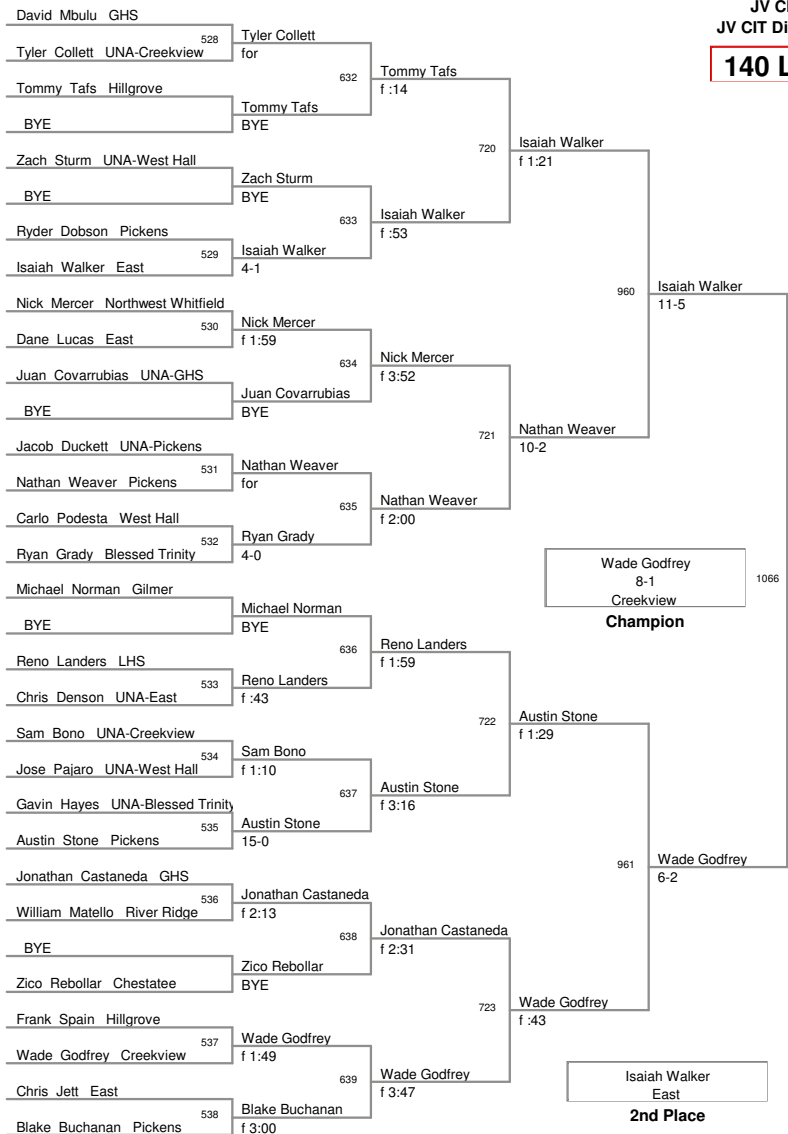 JV CI
JV CIT Di
140 L
David Mbulu GHS
528
Tyler Collett UNA-Creekview
Tyler Collett
for
632
Tommy Tafs Hillgrove
BYE
Tommy Tafs
BYE
Tommy Tafs
f :14
720
Zach Sturm UNA-West Hall
BYE
Zach Sturm
BYE
633
Ryder Dobson Pickens
529
Isaiah Walker East
Isaiah Walker
4-1
Isaiah Walker
f :53
Isaiah Walker
f 1:21
960
Nick Mercer Northwest Whitfield
530
Dane Lucas East
Nick Mercer
f 1:59
634
Juan Covarrubias UNA-GHS
BYE
Juan Covarrubias
BYE
Nick Mercer
f 3:52
721
Jacob Duckett UNA-Pickens
531
Nathan Weaver Pickens
Nathan Weaver
for
635
Carlo Podesta West Hall
532
Ryan Grady Blessed Trinity
Ryan Grady
4-0
Nathan Weaver
f 2:00
Nathan Weaver
10-2
Isaiah Walker
11-5
1066
Wade Godfrey
8-1
Creekview
Champion
Michael Norman Gilmer
BYE
Michael Norman
BYE
636
Reno Landers LHS
533
Chris Denson UNA-East
Reno Landers
f :43
Reno Landers
f 1:59
722
Sam Bono UNA-Creekview
534
Jose Pajaro UNA-West Hall
Sam Bono
f 1:10
637
Gavin Hayes UNA-Blessed Trinity
535
Austin Stone Pickens
Austin Stone
15-0
Austin Stone
f 3:16
Austin Stone
f 1:29
961
Jonathan Castaneda GHS
536
William Matello River Ridge
Jonathan Castaneda
f 2:13
638
BYE
Zico Rebollar Chestatee
Zico Rebollar
BYE
Jonathan Castaneda
f 2:31
723
Frank Spain Hillgrove
537
Wade Godfrey Creekview
Wade Godfrey
f 1:49
639
Chris Jett East
538
Blake Buchanan Pickens
Blake Buchanan
f 3:00
Wade Godfrey
f 3:47
Wade Godfrey
f :43
Wade Godfrey
6-2
Isaiah Walker
East
2nd Place